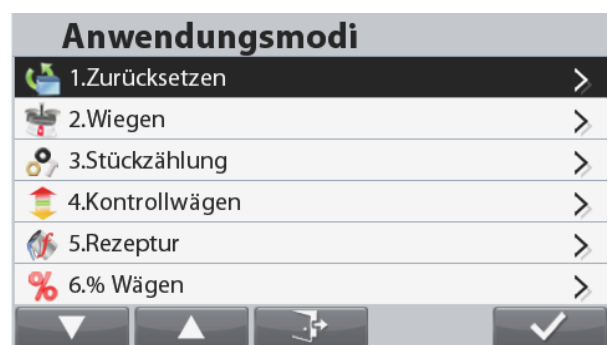 Anwendungsmodi
1.Zurücksetzen
2.Wiegen
3.Stückzählung
4.Kontrollwägen
5.Rezeptur
6.% Wägen